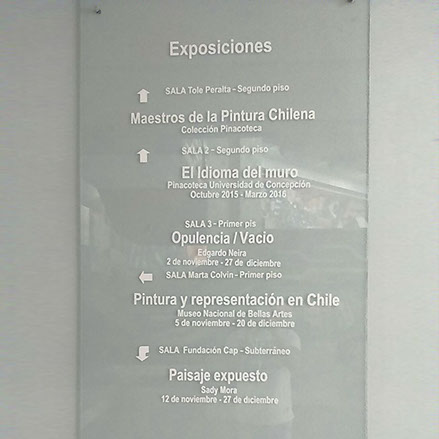 Exposiciones
SALA Tole Peralta - Segundo piso
Maestros de la Pintura Chilena
Colección Pinacoteca
SALA 2 - Segundo piso
El Idioma del muro
Pinacoteca Universidad de Concepción
Octubre 2015 - Marzo 2016
SALA 3 - Primer pis
Opulencia / Vacio
Edgardo Neira
2 de noviembre - 27 de diciembre
SALA Marta Colvin - Primer piso
Pintura y representación en Chile
Museo Nacional de Bellas Artes
5 de noviembre - 20 de diciembre
SALA Fundación Cap - Subterráneo
Paisaje expuesto
Sady Mora
12 de noviembre - 27 de diciembre